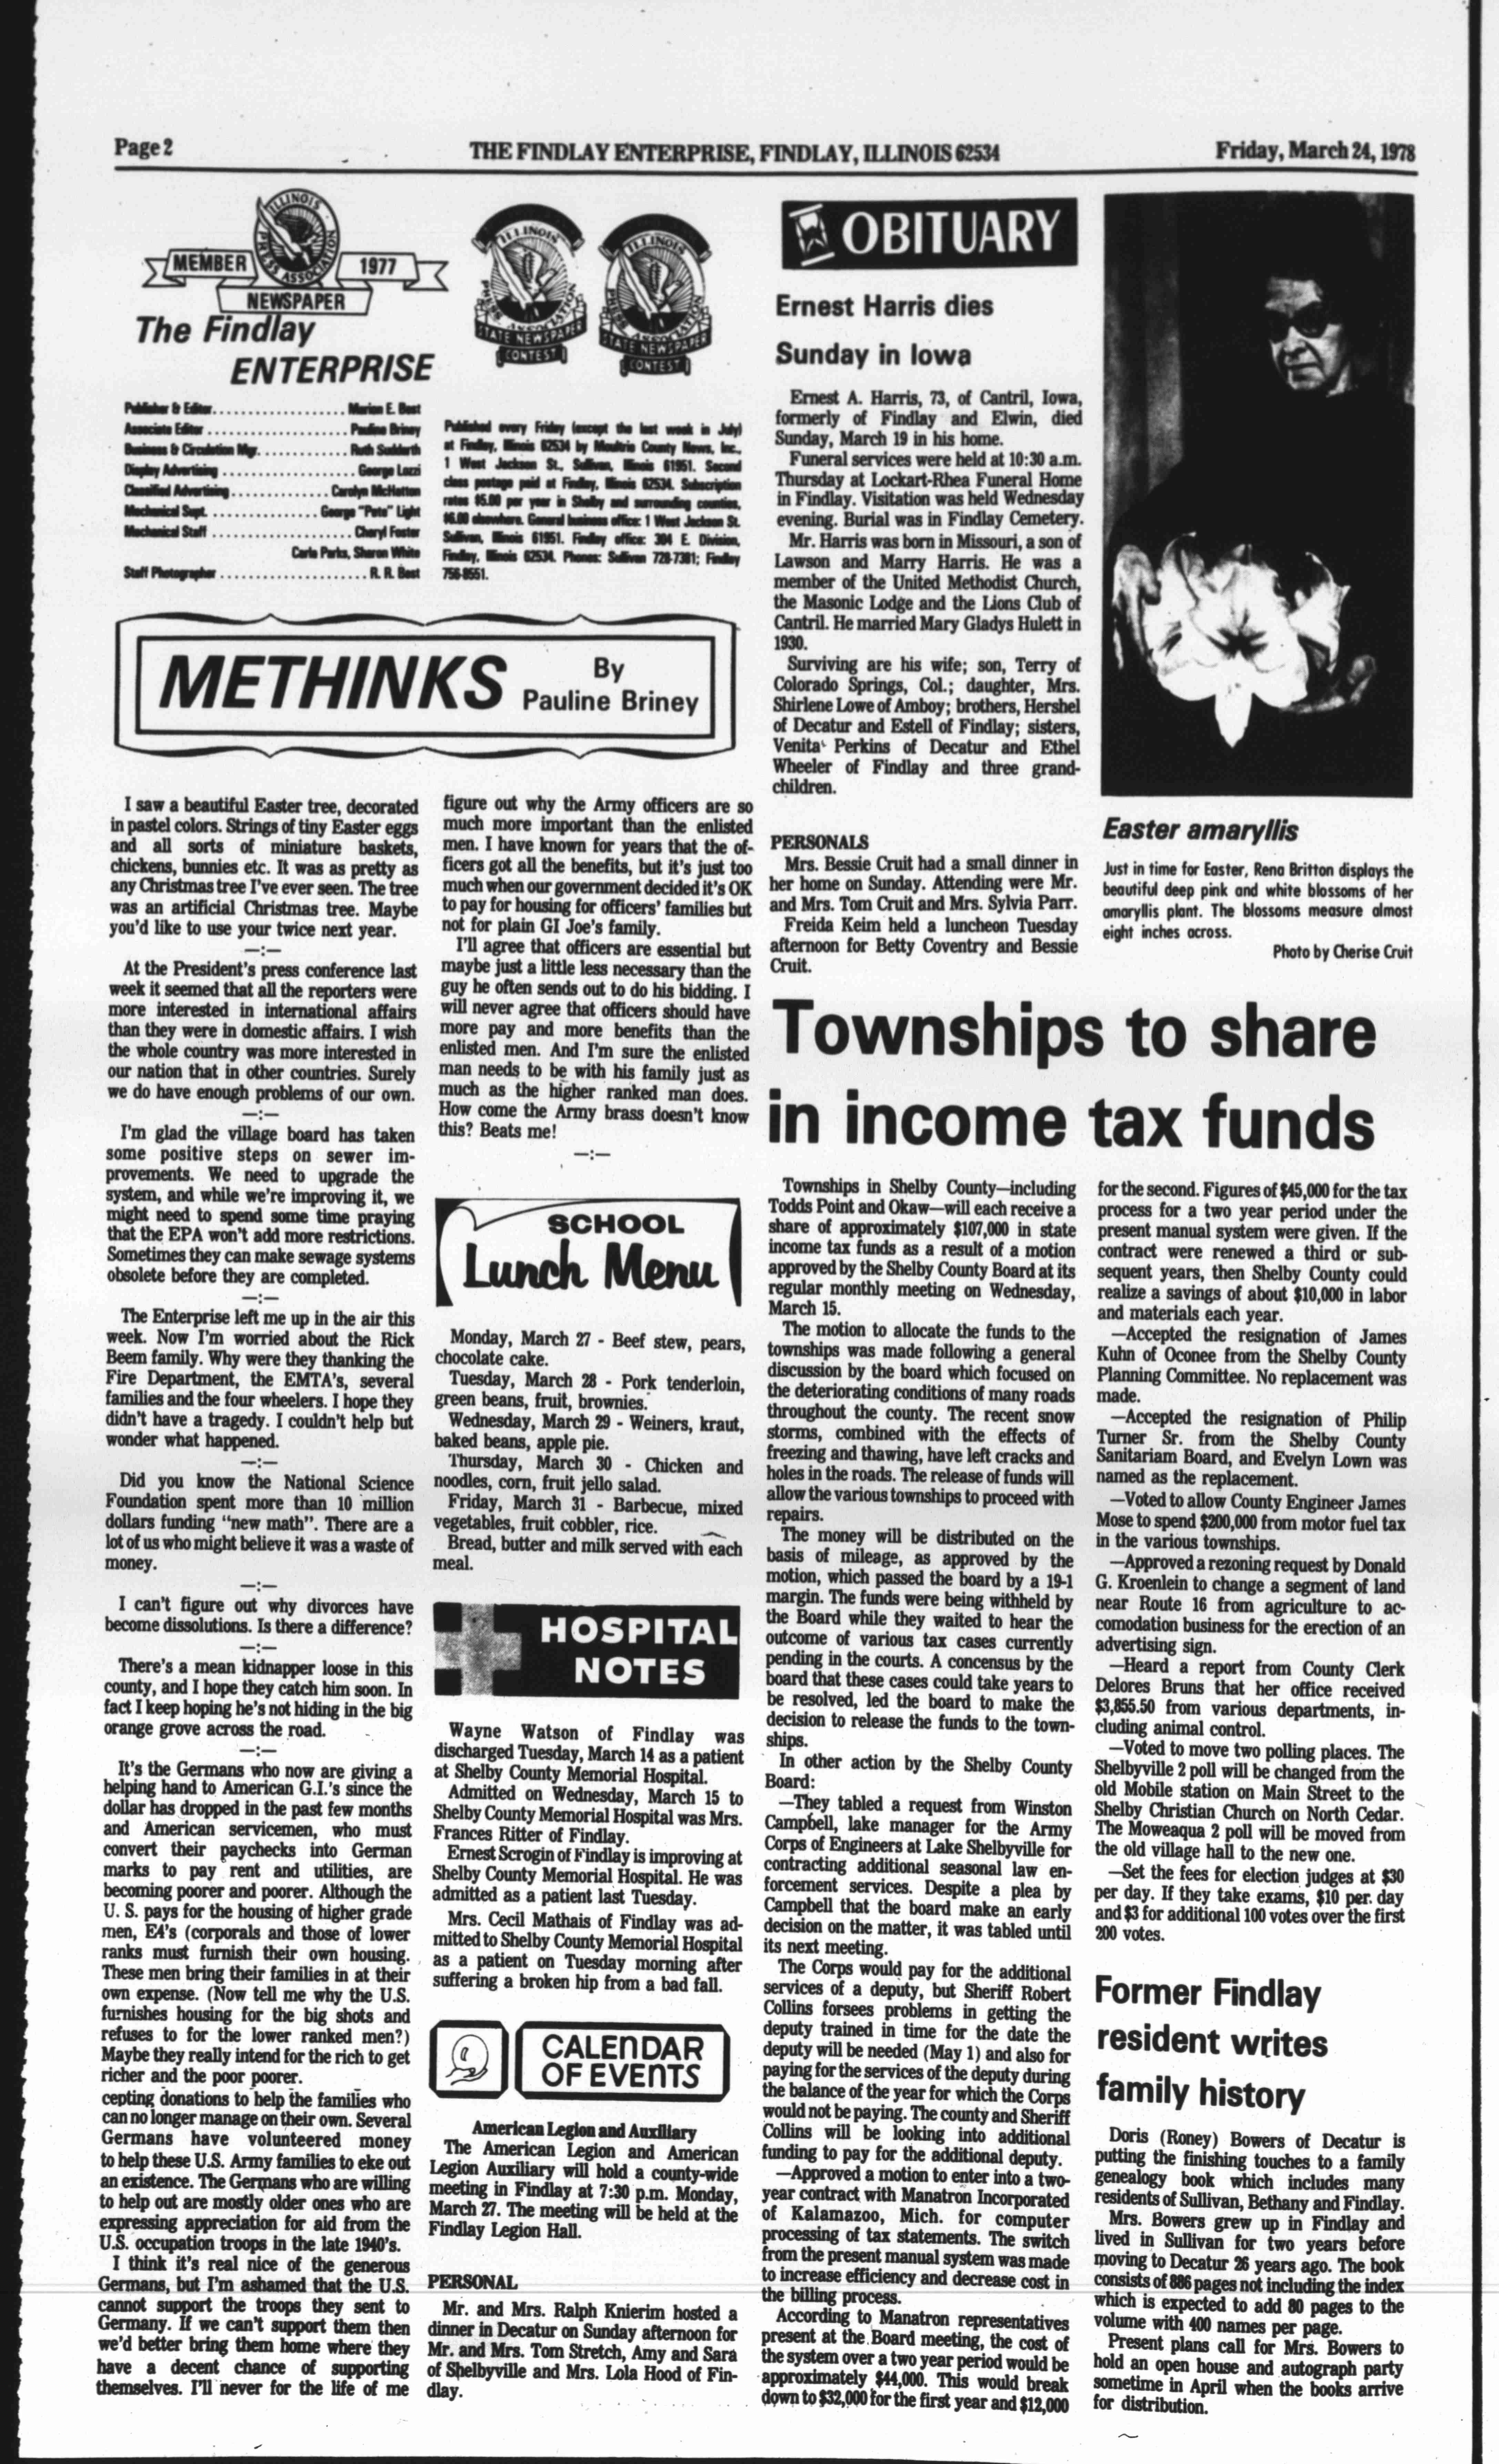 Page 2
THE FINDLAY ENTERPRISE, FINDLAY, ILLINOIS 62534
Friday, March 24, 1978
ILLINOIS
PRESS ASSOCIATION
MEMBER
1977
NEWSPAPER
The Findlay
ENTERPRISE
ILLINOIS
PRESS ASSOCIATION
STATE NEWSPAPER
CONTEST
ILLINOIS
PRESS ASSOCIATION
STATE NEWSPAPER
CONTEST
Publisher & Editor.................. Marion E. Best
Associate Editor .................... Pauline Briney
Business & Circulation Mgr............. Ruth Suddarth
Display Advertising ................... George Lazzi
Classified Advertising.............. Carolyn McHatton
Mechanical Supt. ............... George "Pete" Light
Mechanical Staff .................... Cheryl Foster
Carla Parks, Sharon White
Staff Photographer ..................... R. R. Best
Published every Friday (except the last week in July)
at Findlay, Illinois 62534 by Moultrie County News, Inc.,
1 West Jackson St., Sullivan, Illinois 61951. Second
class postage paid at Findlay, Illinois 62534. Subscription
rates $5.00 per year in Shelby and surrounding counties,
$6.00 elsewhere. General business office: 1 West Jackson St.
Sullivan, Illinois 61951. Findlay office: 304 E. Division,
Findlay, Illinois 62534. Phones: Sullivan 728-7381; Findlay
756-8551.
METHINKS
By
Pauline Briney
I saw a beautiful Easter tree, decorated
in pastel colors. Strings of tiny Easter eggs
and all sorts of miniature baskets,
chickens, bunnies etc. It was as pretty as
any Christmas tree I've ever seen. The tree
was an artificial Christmas tree. Maybe
you'd like to use your twice next year.
—:—
At the President's press conference last
week it seemed that all the reporters were
more interested in international affairs
than they were in domestic affairs. I wish
the whole country was more interested in
our nation that in other countries. Surely
we do have enough problems of our own.
—:—
I'm glad the village board has taken
some positive steps on sewer im-
provements. We need to upgrade the
system, and while we're improving it, we
might need to spend some time praying
that the EPA won't add more restrictions.
Sometimes they can make sewage systems
obsolete before they are completed.
—:—
The Enterprise left me up in the air this
week. Now I'm worried about the Rick
Beem family. Why were they thanking the
Fire Department, the EMTA's, several
families and the four wheelers. I hope they
didn't have a tragedy. I couldn't help but
wonder what happened.
—:—
Did you know the National Science
Foundation spent more than 10 million
dollars funding "new math". There are a
lot of us who might believe it was a waste of
money.
—:—
I can't figure out why divorces have
become dissolutions. Is there a difference?
—:—
There's a mean kidnapper loose in this
county, and I hope they catch him soon. In
fact I keep hoping he's not hiding in the big
orange grove across the road.
—:—
It's the Germans who now are giving a
helping hand to American G.I.'s since the
dollar has dropped in the past few months
and American servicemen, who must
convert their paychecks into German
marks to pay rent and utilities, are
becoming poorer and poorer. Although the
U. S. pays for the housing of higher grade
men, E4's (corporals and those of lower
ranks must furnish their own housing.
These men bring their families in at their
own expense. (Now tell me why the U.S.
furnishes housing for the big shots and
refuses to for the lower ranked men?)
Maybe they really intend for the rich to get
richer and the poor poorer.
cepting donations to help the families who
can no longer manage on their own. Several
Germans have volunteered money
to help these U.S. Army families to eke out
an existence. The Germans who are willing
to help out are mostly older ones who are
expressing appreciation for aid from the
U.S. occupation troops in the late 1940's.
I think it's real nice of the generous
Germans, but I'm ashamed that the U.S.
cannot support the troops they sent to
Germany. If we can't support them then
we'd better bring them home where they
have a decent chance of supporting
themselves. I'll never for the life of me
figure out why the Army officers are so
much more important than the enlisted
men. I have known for years that the of-
ficers got all the benefits, but it's just too
much when our government decided it's OK
to pay for housing for officers' families but
not for plain GI Joe's family.
I'll agree that officers are essential but
maybe just a little less necessary than the
guy he often sends out to do his bidding. I
will never agree that officers should have
more pay and more benefits than the
enlisted men. And I'm sure the enlisted
man needs to be with his family just as
much as the higher ranked man does.
How come the Army brass doesn't know
this? Beats me!
—:—
SCHOOL
Lunch Menu
Monday, March 27 - Beef stew, pears,
chocolate cake.
Tuesday, March 28 - Pork tenderloin,
green beans, fruit, brownies.
Wednesday, March 29 - Weiners, kraut,
baked beans, apple pie.
Thursday, March 30 - Chicken and
noodles, corn, fruit jello salad.
Friday, March 31 - Barbecue, mixed
vegetables, fruit cobbler, rice.
Bread, butter and milk served with each
meal.
HOSPITAL
NOTES
Wayne Watson of Findlay was
discharged Tuesday, March 14 as a patient
at Shelby County Memorial Hospital.
Admitted on Wednesday, March 15 to
Shelby County Memorial Hospital was Mrs.
Frances Ritter of Findlay.
Ernest Scrogin of Findlay is improving at
Shelby County Memorial Hospital. He was
admitted as a patient last Tuesday.
Mrs. Cecil Mathais of Findlay was ad-
mitted to Shelby County Memorial Hospital
as a patient on Tuesday morning after
suffering a broken hip from a bad fall.
CALENDAR
OF EVENTS
American Legion and Auxiliary
The American Legion and American
Legion Auxiliary will hold a county-wide
meeting in Findlay at 7:30 p.m. Monday,
March 27. The meeting will be held at the
Findlay Legion Hall.
PERSONAL
Mr. and Mrs. Ralph Knierim hosted a
dinner in Decatur on Sunday afternoon for
Mr. and Mrs. Tom Stretch, Amy and Sara
of Shelbyville and Mrs. Lola Hood of Fin-
dlay.
OBITUARY
Ernest Harris dies
Sunday in Iowa
Ernest A. Harris, 73, of Cantril, Iowa,
formerly of Findlay and Elwin, died
Sunday, March 19 in his home.
Funeral services were held at 10:30 a.m.
Thursday at Lockart-Rhea Funeral Home
in Findlay. Visitation was held Wednesday
evening. Burial was in Findlay Cemetery.
Mr. Harris was born in Missouri, a son of
Lawson and Marry Harris. He was a
member of the United Methodist Church,
the Masonic Lodge and the Lions Club of
Cantril. He married Mary Gladys Hulett in
1930.
Surviving are his wife; son, Terry of
Colorado Springs, Col.; daughter, Mrs.
Shirlene Lowe of Amboy; brothers, Hershel
of Decatur and Estell of Findlay; sisters,
Venita Perkins of Decatur and Ethel
Wheeler of Findlay and three grand-
children.
PERSONALS
Mrs. Bessie Cruit had a small dinner in
her home on Sunday. Attending were Mr.
and Mrs. Tom Cruit and Mrs. Sylvia Parr.
Freida Keim held a luncheon Tuesday
afternoon for Betty Coventry and Bessie
Cruit.
Easter amaryllis
Just in time for Easter, Rena Britton displays the
beautiful deep pink and white blossoms of her
amaryllis plant. The blossoms measure almost
eight inches across.
Photo by Cherise Cruit
Townships to share
in income tax funds
Townships in Shelby County—including
Todds Point and Okaw—will each receive a
share of approximately $107,000 in state
income tax funds as a result of a motion
approved by the Shelby County Board at its
regular monthly meeting on Wednesday,
March 15.
The motion to allocate the funds to the
townships was made following a general
discussion by the board which focused on
the deteriorating conditions of many roads
throughout the county. The recent snow
storms, combined with the effects of
freezing and thawing, have left cracks and
holes in the roads. The release of funds will
allow the various townships to proceed with
repairs.
The money will be distributed on the
basis of mileage, as approved by the
motion, which passed the board by a 19-1
margin. The funds were being withheld by
the Board while they waited to hear the
outcome of various tax cases currently
pending in the courts. A concensus by the
board that these cases could take years to
be resolved, led the board to make the
decision to release the funds to the town-
ships.
In other action by the Shelby County
Board:
—They tabled a request from Winston
Campbell, lake manager for the Army
Corps of Engineers at Lake Shelbyville for
contracting additional seasonal law en-
forcement services. Despite a plea by
Campbell that the board make an early
decision on the matter, it was tabled until
its next meeting.
The Corps would pay for the additional
services of a deputy, but Sheriff Robert
Collins forsees problems in getting the
deputy trained in time for the date the
deputy will be needed (May 1) and also for
paying for the services of the deputy during
the balance of the year for which the Corps
would not be paying. The county and Sheriff
Collins will be looking into additional
funding to pay for the additional deputy.
—Approved a motion to enter into a two-
year contract with Manatron Incorporated
of Kalamazoo, Mich. for computer
processing of tax statements. The switch
from the present manual system was made
to increase efficiency and decrease cost in
the billing process.
According to Manatron representatives
present at the Board meeting, the cost of
the system over a two year period would be
approximately $44,000. This would break
down to $32,000 for the first year and $12,000
for the second. Figures of $45,000 for the tax
process for a two year period under the
present manual system were given. If the
contract were renewed a third or sub-
sequent years, then Shelby County could
realize a savings of about $10,000 in labor
and materials each year.
—Accepted the resignation of James
Kuhn of Oconee from the Shelby County
Planning Committee. No replacement was
made.
—Accepted the resignation of Philip
Turner Sr. from the Shelby County
Sanitariam Board, and Evelyn Lown was
named as the replacement.
—Voted to allow County Engineer James
Mose to spend $200,000 from motor fuel tax
in the various townships.
—Approved a rezoning request by Donald
G. Kroenlein to change a segment of land
near Route 16 from agriculture to ac-
comodation business for the erection of an
advertising sign.
—Heard a report from County Clerk
Delores Bruns that her office received
$3,855.50 from various departments, in-
cluding animal control.
—Voted to move two polling places. The
Shelbyville 2 poll will be changed from the
old Mobile station on Main Street to the
Shelby Christian Church on North Cedar.
The Moweaqua 2 poll will be moved from
the old village hall to the new one.
—Set the fees for election judges at $30
per day. If they take exams, $10 per. day
and $3 for additional 100 votes over the first
200 votes.
Former Findlay
resident writes
family history
Doris (Roney) Bowers of Decatur is
putting the finishing touches to a family
genealogy book which includes many
residents of Sullivan, Bethany and Findlay.
Mrs. Bowers grew up in Findlay and
lived in Sullivan for two years before
moving to Decatur 26 years ago. The book
consists of 886 pages not including the index
which is expected to add 80 pages to the
volume with 400 names per page.
Present plans call for Mrs. Bowers to
hold an open house and autograph party
sometime in April when the books arrive
for distribution.